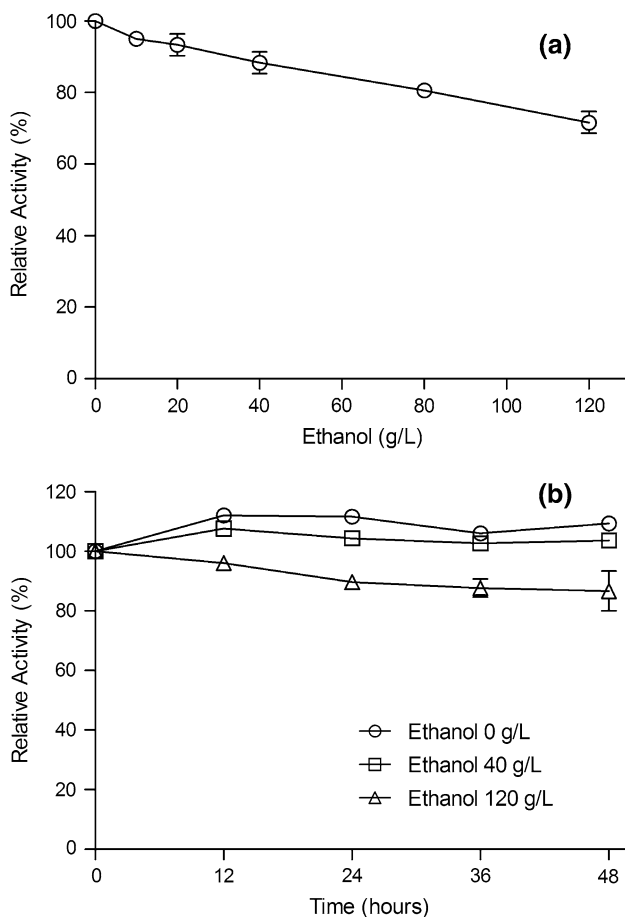 (a)
Relative Activity (%)
100
80
60
40
20
0
0 20 40 60 80 100 120
Ethanol (g/L)
(b)
Relative Activity (%)
120
100
80
60
40
20
0
Ethanol 0 g/L
Ethanol 40 g/L
Ethanol 120 g/L
0 12 24 36 48
Time (hours)